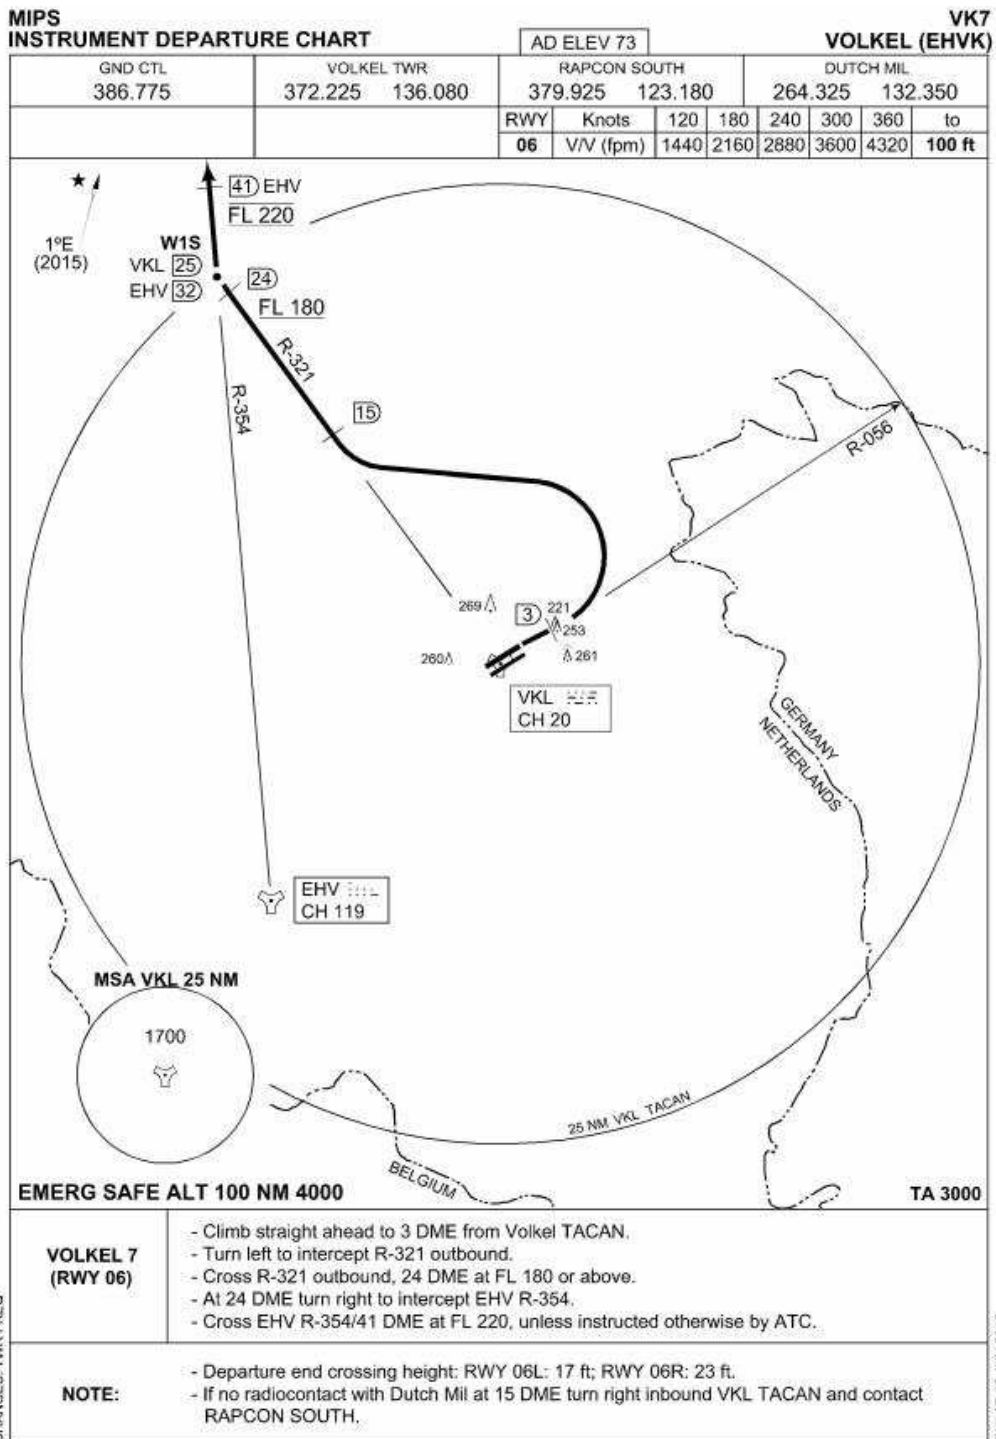 MIPS
VK7
INSTRUMENT DEPARTURE CHART
AD ELEV 73
VOLKEL (EHVK)
GND CTL
386.775
VOLKEL TWR
372.225 136.080
RAPCON SOUTH
379.925 123.180
DUTCH MIL
264.325 132.350
RWY Knots 120 180 240 300 360 to
06 V/V (fpm) 1440 2160 2880 3600 4320 100 ft
41 EHV
FL 220
1ºE
(2015)
W1S
VKL 25
EHV 32
24
FL 180
R-321
R-354
15
R-056
269
3
221
253
260
261
VKL
CH 20
GERMANY
NETHERLANDS
EHV
CH 119
MSA VKL 25 NM
1700
25 NM VKL TACAN
BELGIUM
EMERG SAFE ALT 100 NM 4000
TA 3000
VOLKEL 7
(RWY 06)
- Climb straight ahead to 3 DME from Volkel TACAN.
- Turn left to intercept R-321 outbound.
- Cross R-321 outbound, 24 DME at FL 180 or above.
- At 24 DME turn right to intercept EHV R-354.
- Cross EHV R-354/41 DME at FL 220, unless instructed otherwise by ATC.
NOTE:
- Departure end crossing height: RWY 06L: 17 ft; RWY 06R: 23 ft.
- If no radiocontact with Dutch Mil at 15 DME turn right inbound VKL TACAN and contact
RAPCON SOUTH.